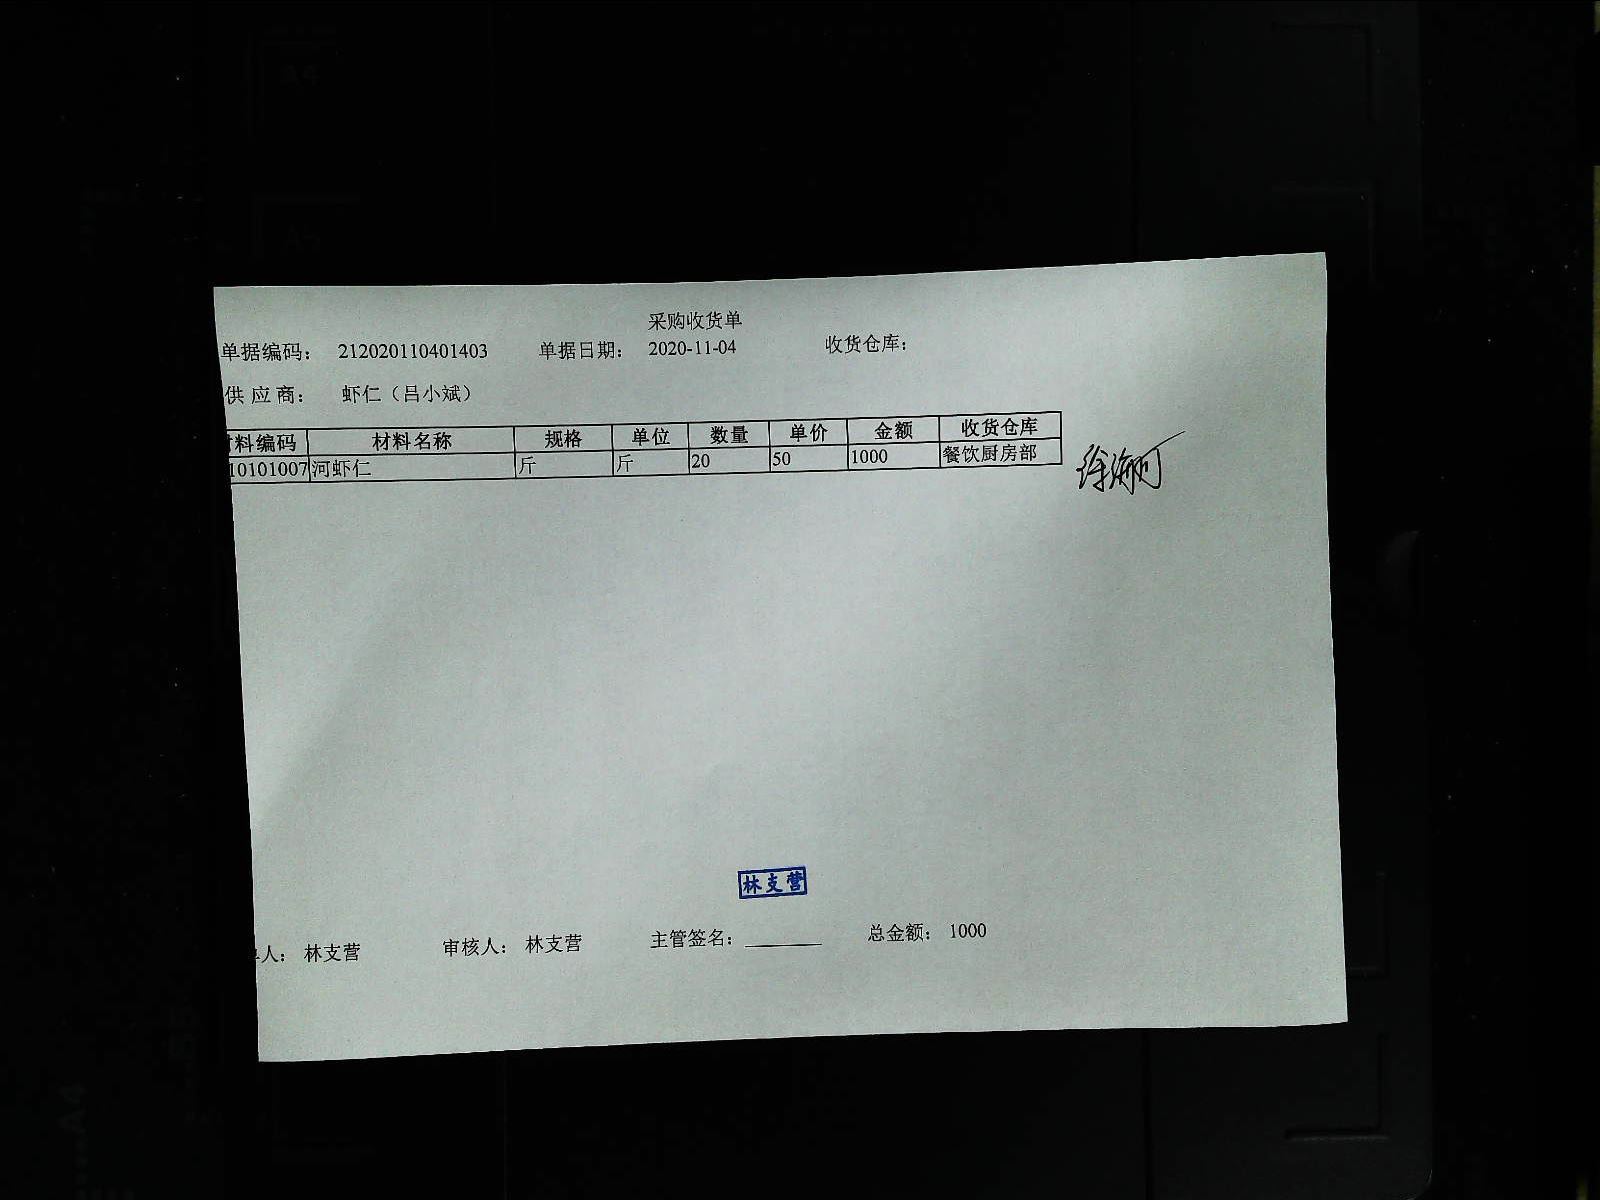 采购收货单
单据编码： 212020110401403 单据日期： 2020-11-04 收货仓库：
供 应 商： 虾仁（吕小斌）
料编码 材料名称 规格 单位 数量 单价 金额 收货仓库
10101007 河虾仁 斤 斤 20 50 1000 餐饮厨房部
林支营
人： 林支营 审核人： 林支营 主管签名： 总金额： 1000